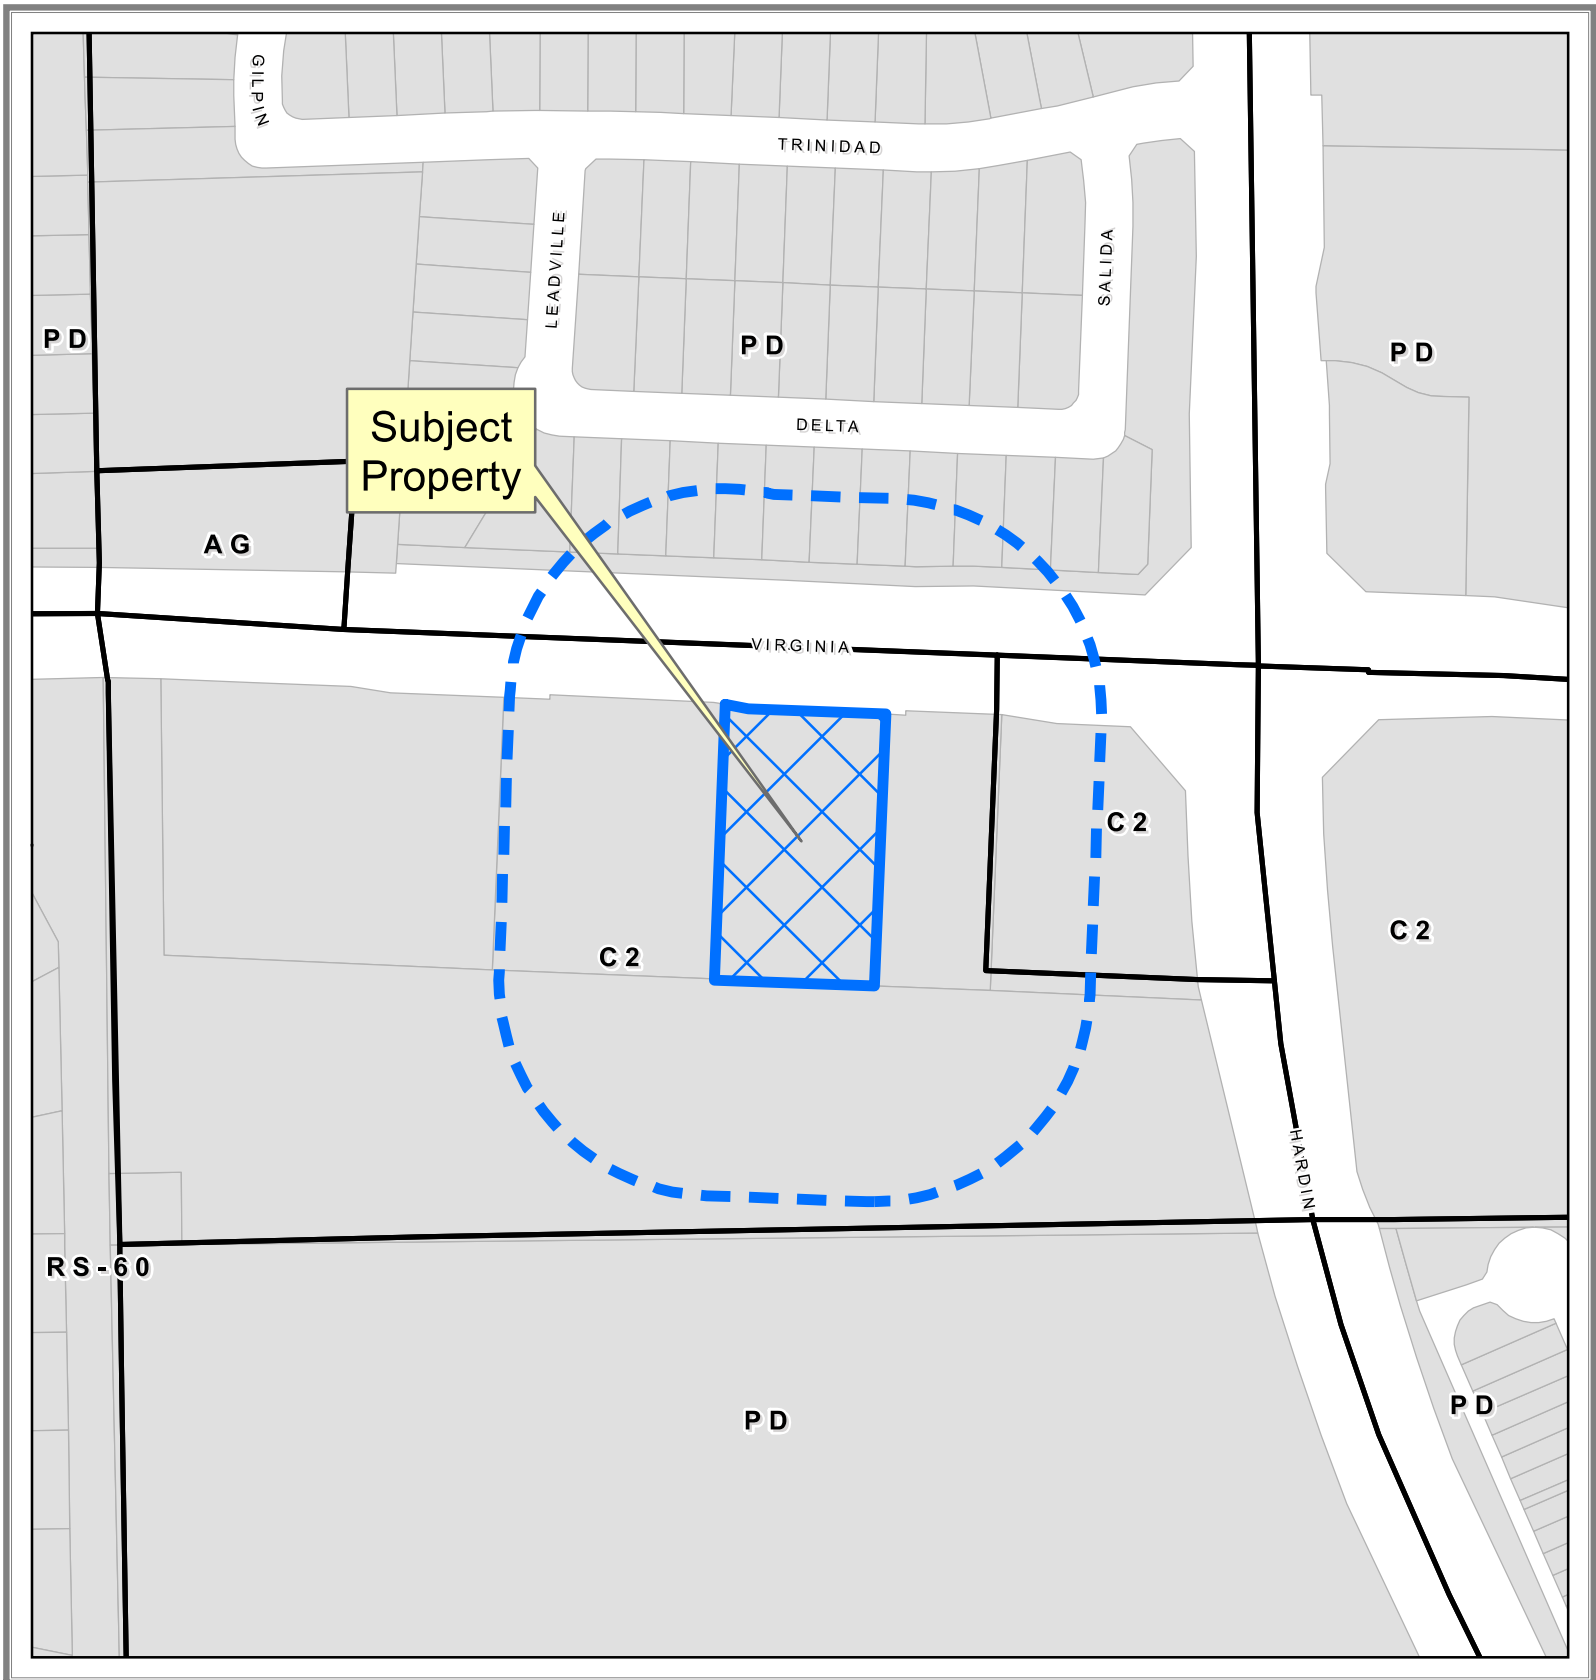 GILPIN
TRINIDAD
LEADVILLE
SALIDA
PD
PD
PD
DELTA
Subject
Property
AG
VIRGINIA
C2
C2
C2
HARDIN
RS-60
PD
PD